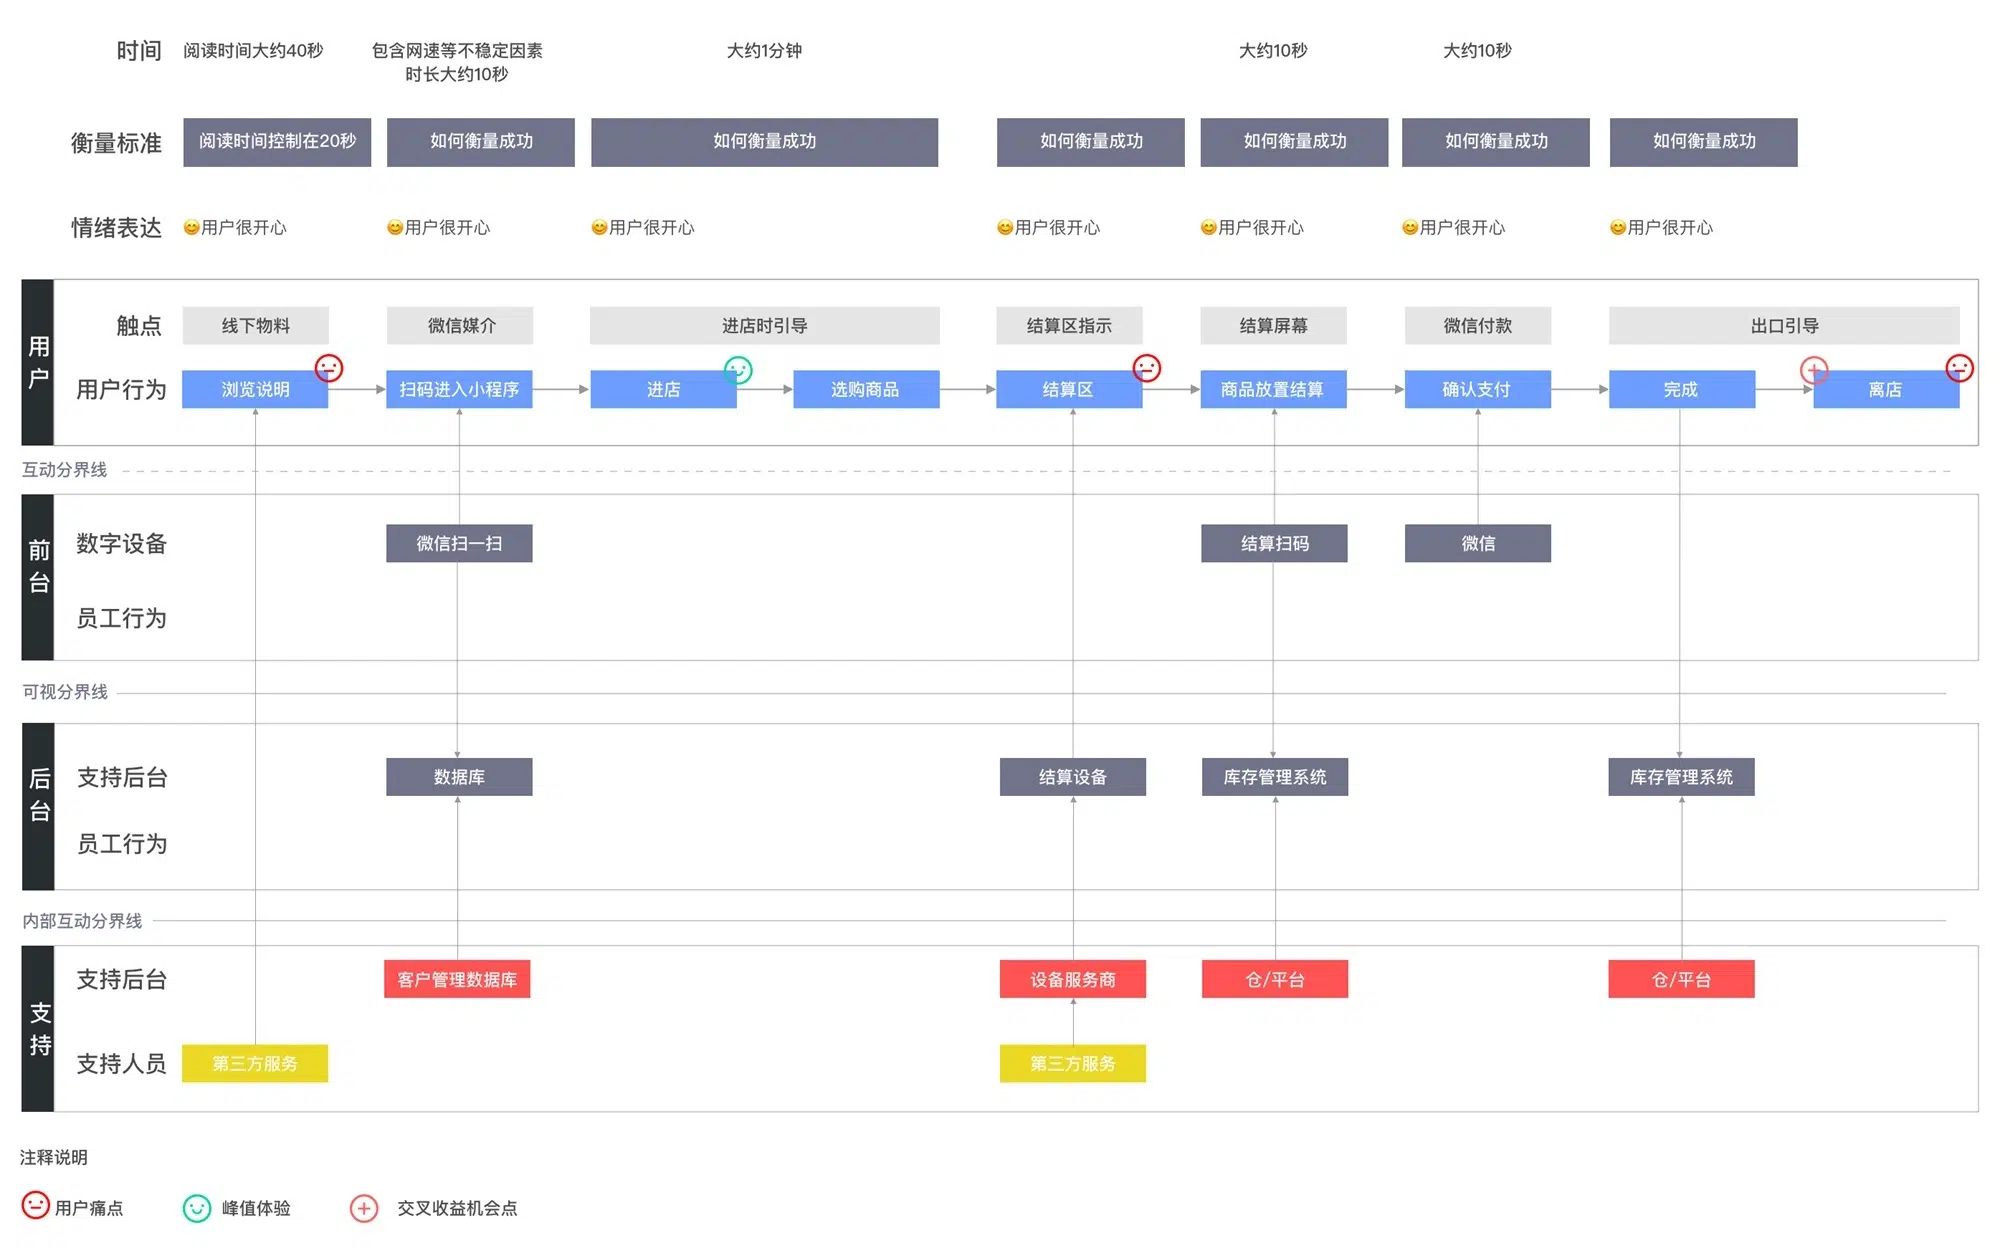 时间
阅读时间大约40秒
包含网速等不稳定因素
时长大约10秒
大约1分钟
大约10秒
大约10秒
衡量标准
阅读时间控制在20秒
如何衡量成功
如何衡量成功
如何衡量成功
如何衡量成功
如何衡量成功
如何衡量成功
情绪表达
😊用户很开心
😊用户很开心
😊用户很开心
😊用户很开心
😊用户很开心
😊用户很开心
😊用户很开心
用户
触点
线下物料
微信媒介
进店时引导
结算区指示
结算屏幕
微信付款
出口引导
用户行为
浏览说明
扫码进入小程序
进店
选购商品
结算区
商品放置结算
确认支付
完成
离店
互动分界线
前台
数字设备
微信扫一扫
结算扫码
微信
员工行为
可视分界线
后台
支持后台
数据库
结算设备
库存管理系统
库存管理系统
员工行为
内部互动分界线
支持
支持后台
客户管理数据库
设备服务商
仓/平台
仓/平台
支持人员
第三方服务
第三方服务
注释说明
用户痛点
峰值体验
交叉收益机会点